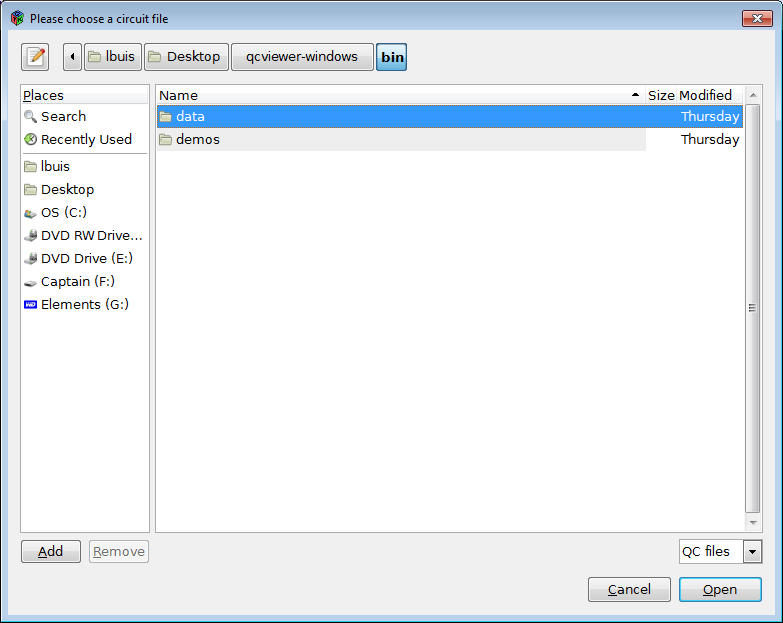 Please choose a circuit file
lbuis Desktop qcviewer-windows bin
Places
Search
Recently Used
lbuis
Desktop
OS (C:)
DVD RW Drive...
DVD Drive (E:)
Captain (F:)
Elements (G:)
Name Size Modified
data Thursday
demos Thursday
Add Remove
QC files
Cancel Open